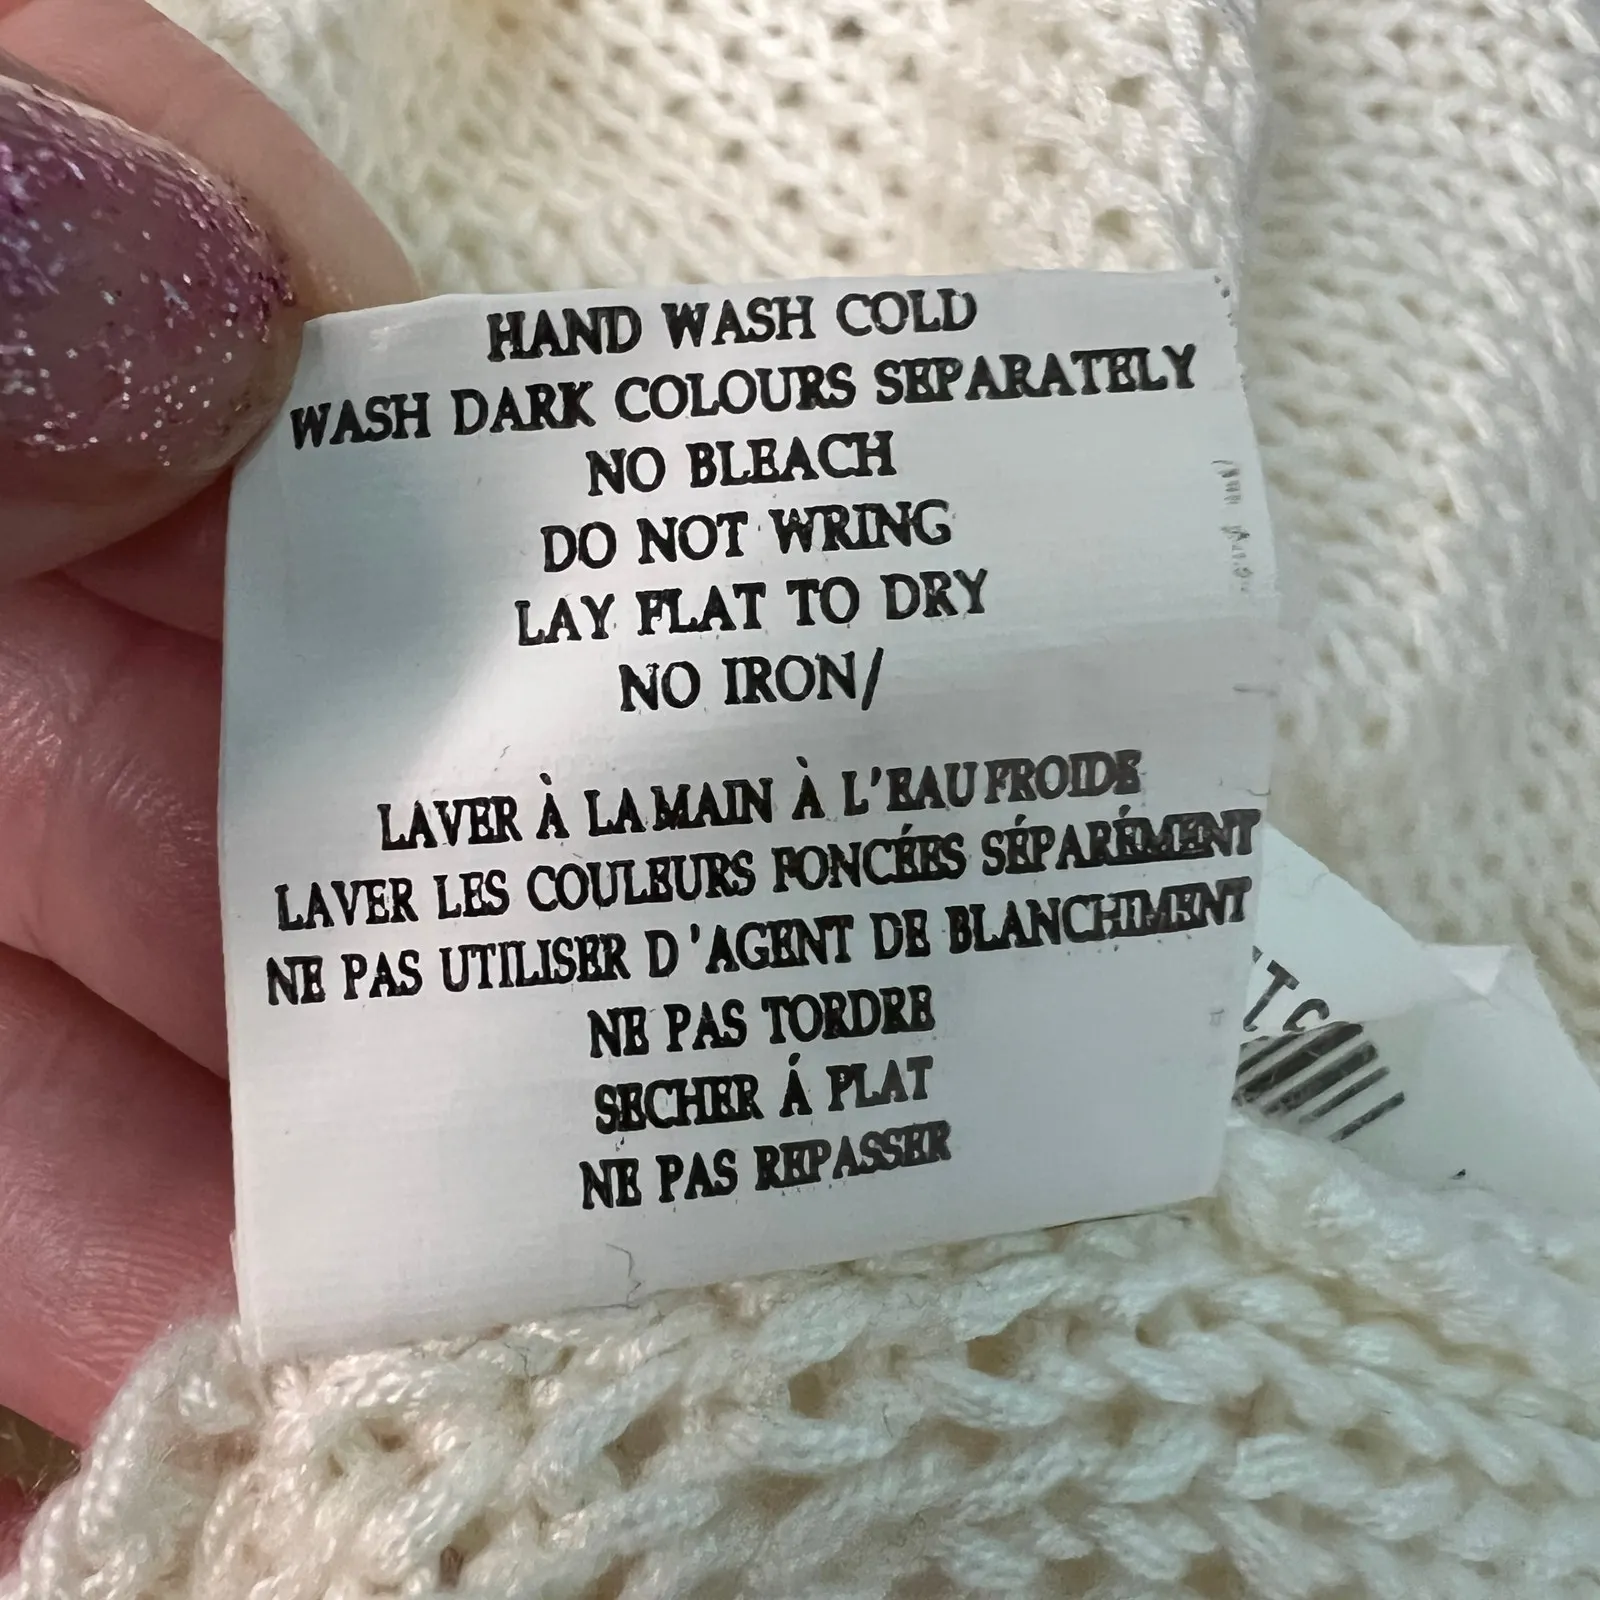 HAND WASH COLD
WASH DARK COLOURS SEPARATELY
NO BLEACH
DO NOT WRING
LAY FLAT TO DRY
NO IRON/
LAVER À LA MAIN À L'EAU FROIDE
LAVER LES COULEURS FONCÉES SÉPARÉMENT
NE PAS UTILISER D'AGENT DE BLANCHIMENT
NE PAS TORDRE
SECHER Á PLAT
NE PAS REPASSER